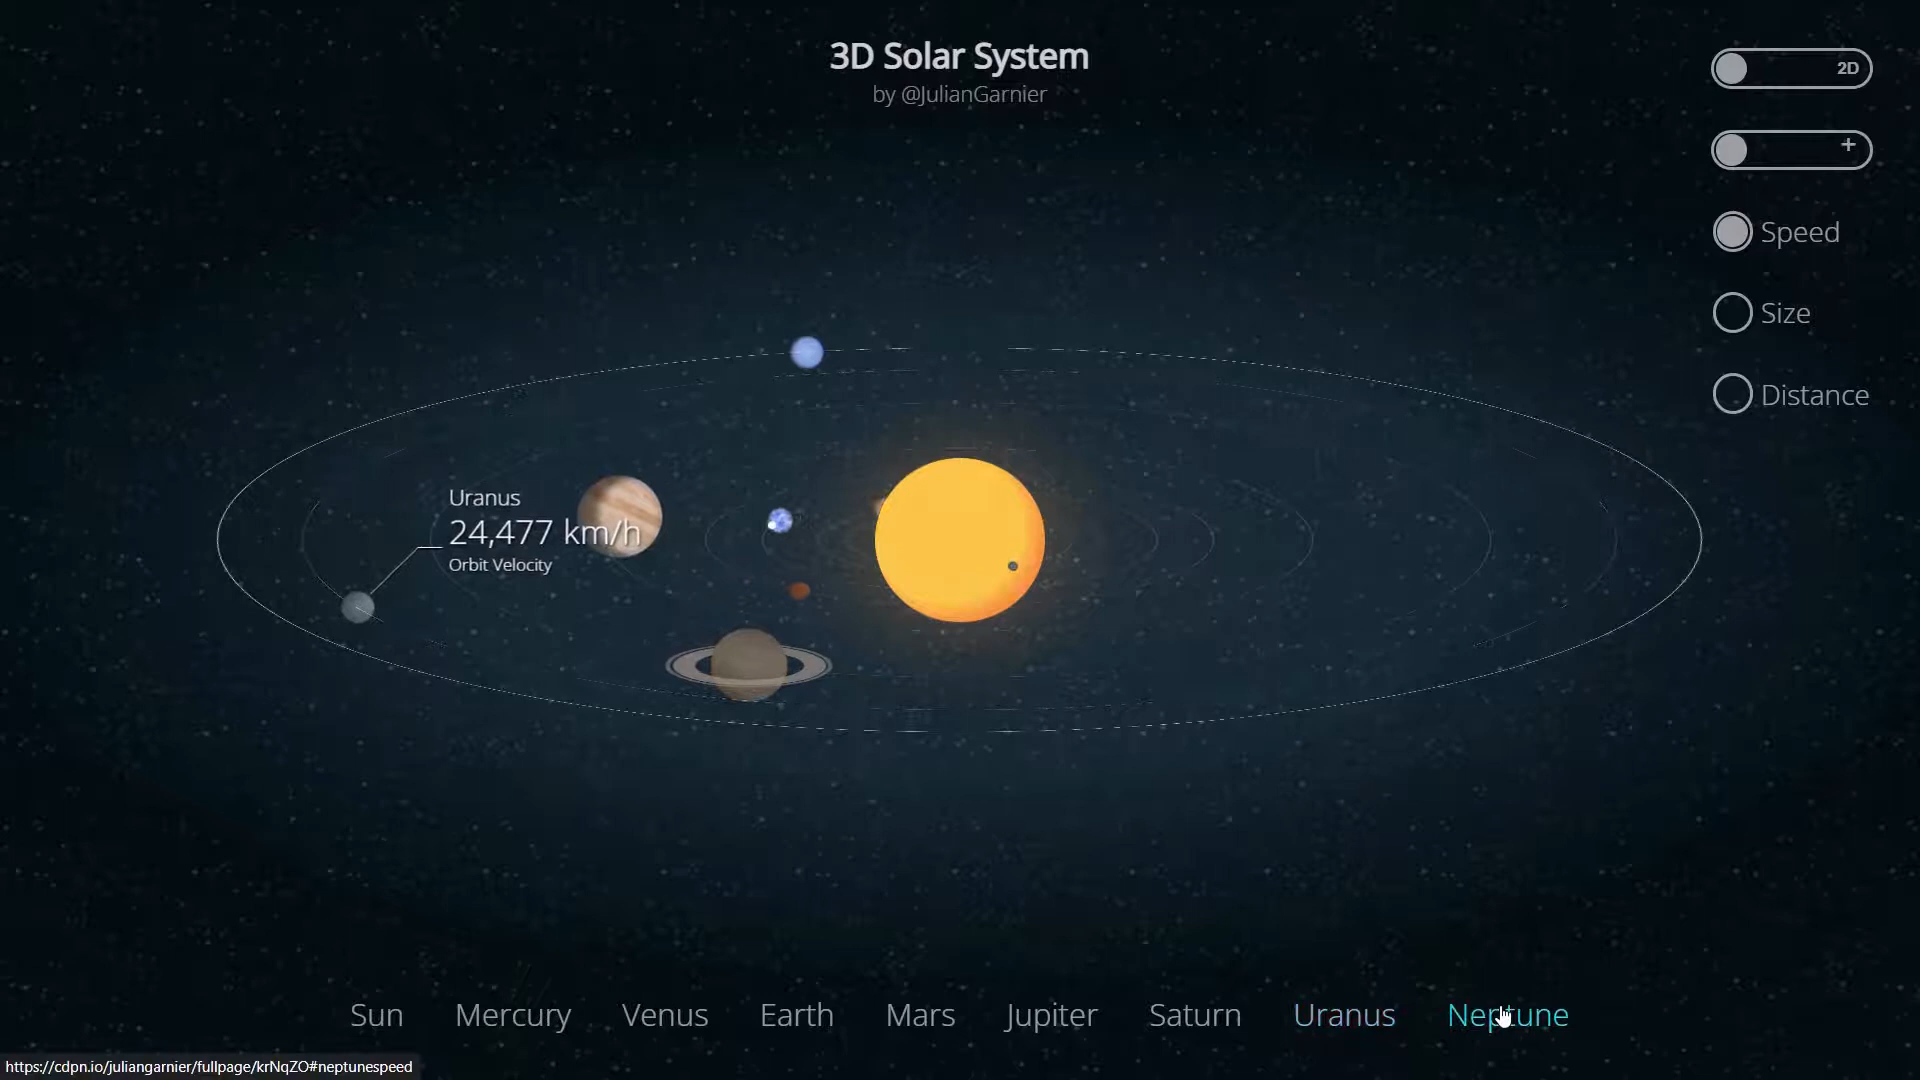 3D Solar System
by @JulianGarnier
2D
+
Speed
Size
Distance
Uranus
24,477 km/h
Orbit Velocity
Sun Mercury Venus Earth Mars Jupiter Saturn Uranus Neptune
https://cdpn.io/juliangarnier/fullpage/krNqZO#neptunespeed